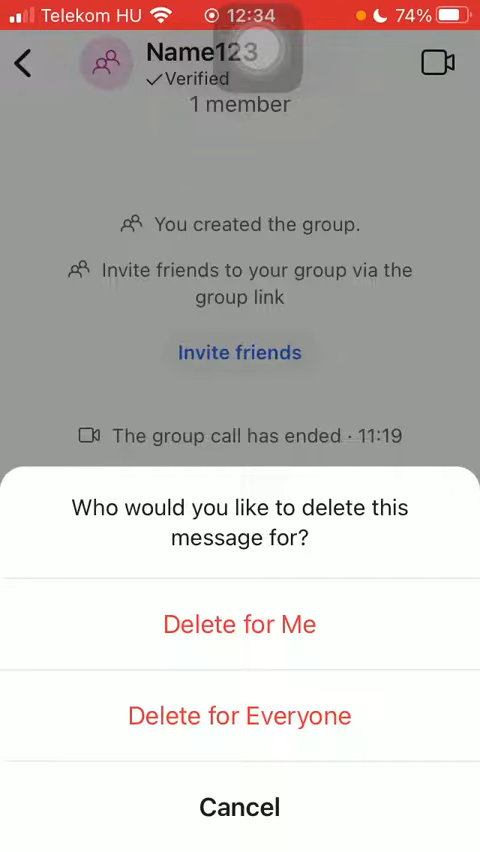 Telekom HU 12:34 74%
Name123
Verified
1 member
You created the group.
Invite friends to your group via the
group link
Invite friends
The group call has ended · 11:19
Who would you like to delete this
message for?
Delete for Me
Delete for Everyone
Cancel